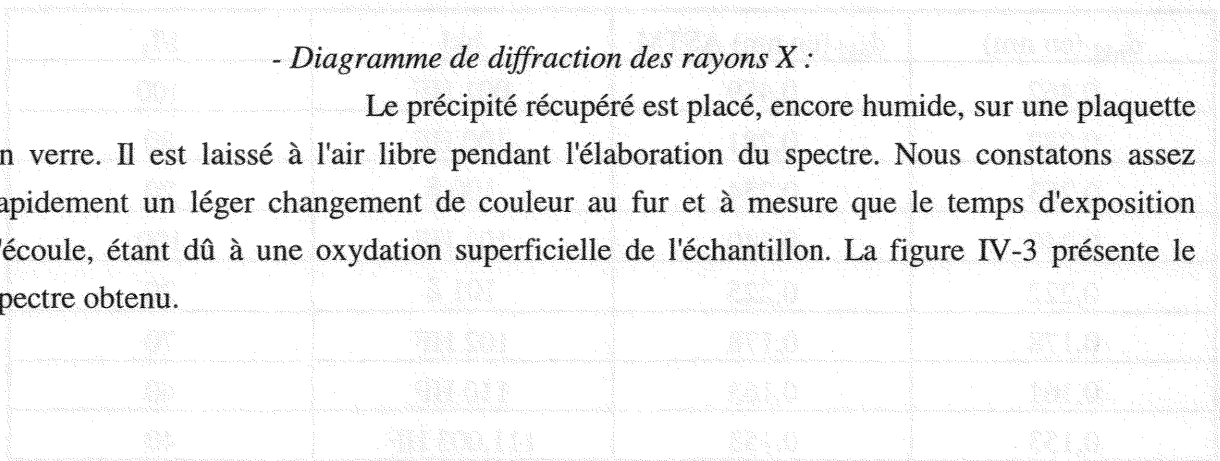 - Diagramme de diffraction des rayons X :
Le précipité récupéré est placé, encore humide, sur une plaquette
n verre. Il est laissé à l'air libre pendant l'élaboration du spectre. Nous constatons assez
apidement un léger changement de couleur au fur et à mesure que le temps d'exposition
'écoule, étant dû à une oxydation superficielle de l'échantillon. La figure IV-3 présente le
pectre obtenu.